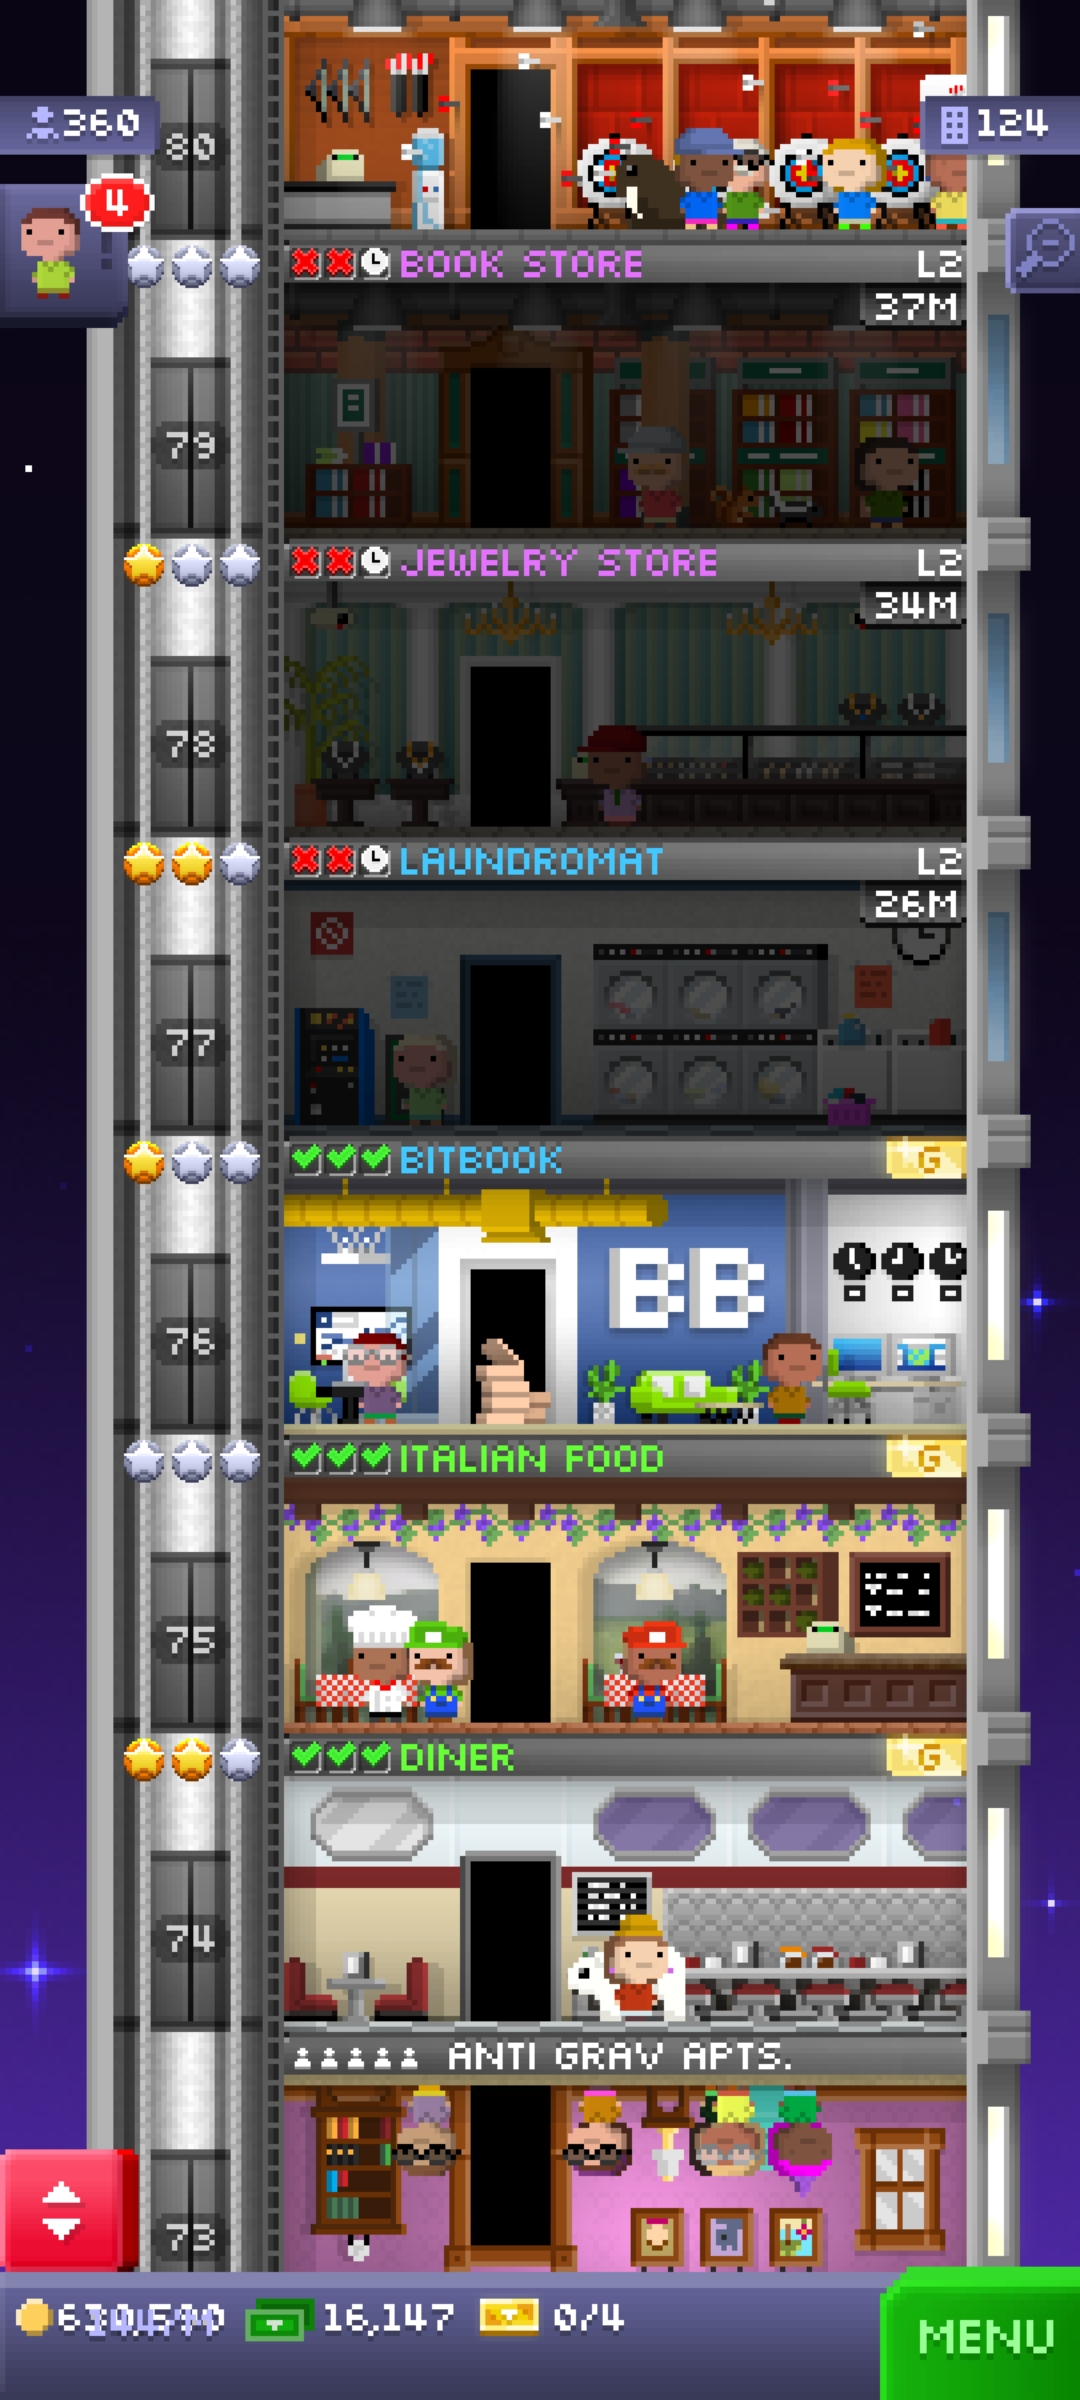 360
124
80
4
BOOK STORE L2
37M
79
JEWELRY STORE L2
34M
78
LAUNDROMAT L2
26M
77
BITBOOK G
BB
76
ITALIAN FOOD G
75
DINER G
74
ANTI GRAV APTS.
73
16,147 0/4
MENU